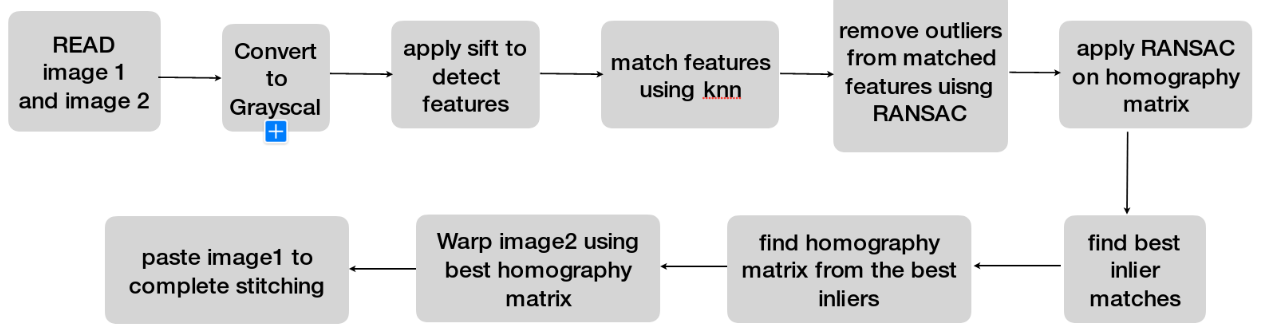 READ
image 1
and image 2
Convert
to
Grayscal
apply sift to
detect
features
match features
using knn
remove outliers
from matched
features uisng
RANSAC
apply RANSAC
on homography
matrix
find best
inlier
matches
find homography
matrix from the best
inliers
Warp image2 using
best homography
matrix
paste image1 to
complete stitching